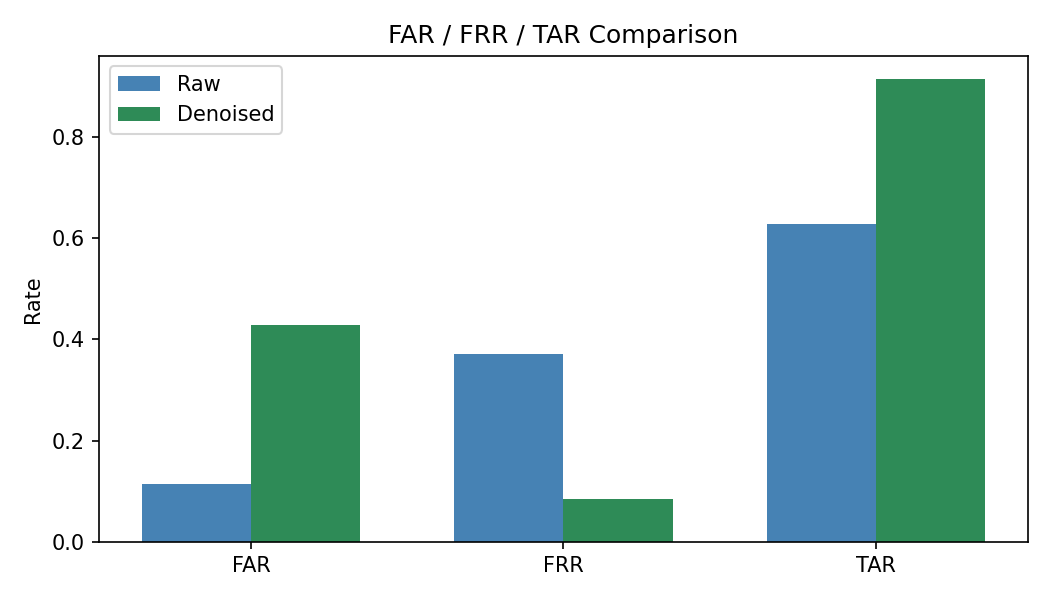 FAR / FRR / TAR Comparison
Raw
Denoised
Rate
0.8
0.6
0.4
0.2
0.0
FAR
FRR
TAR